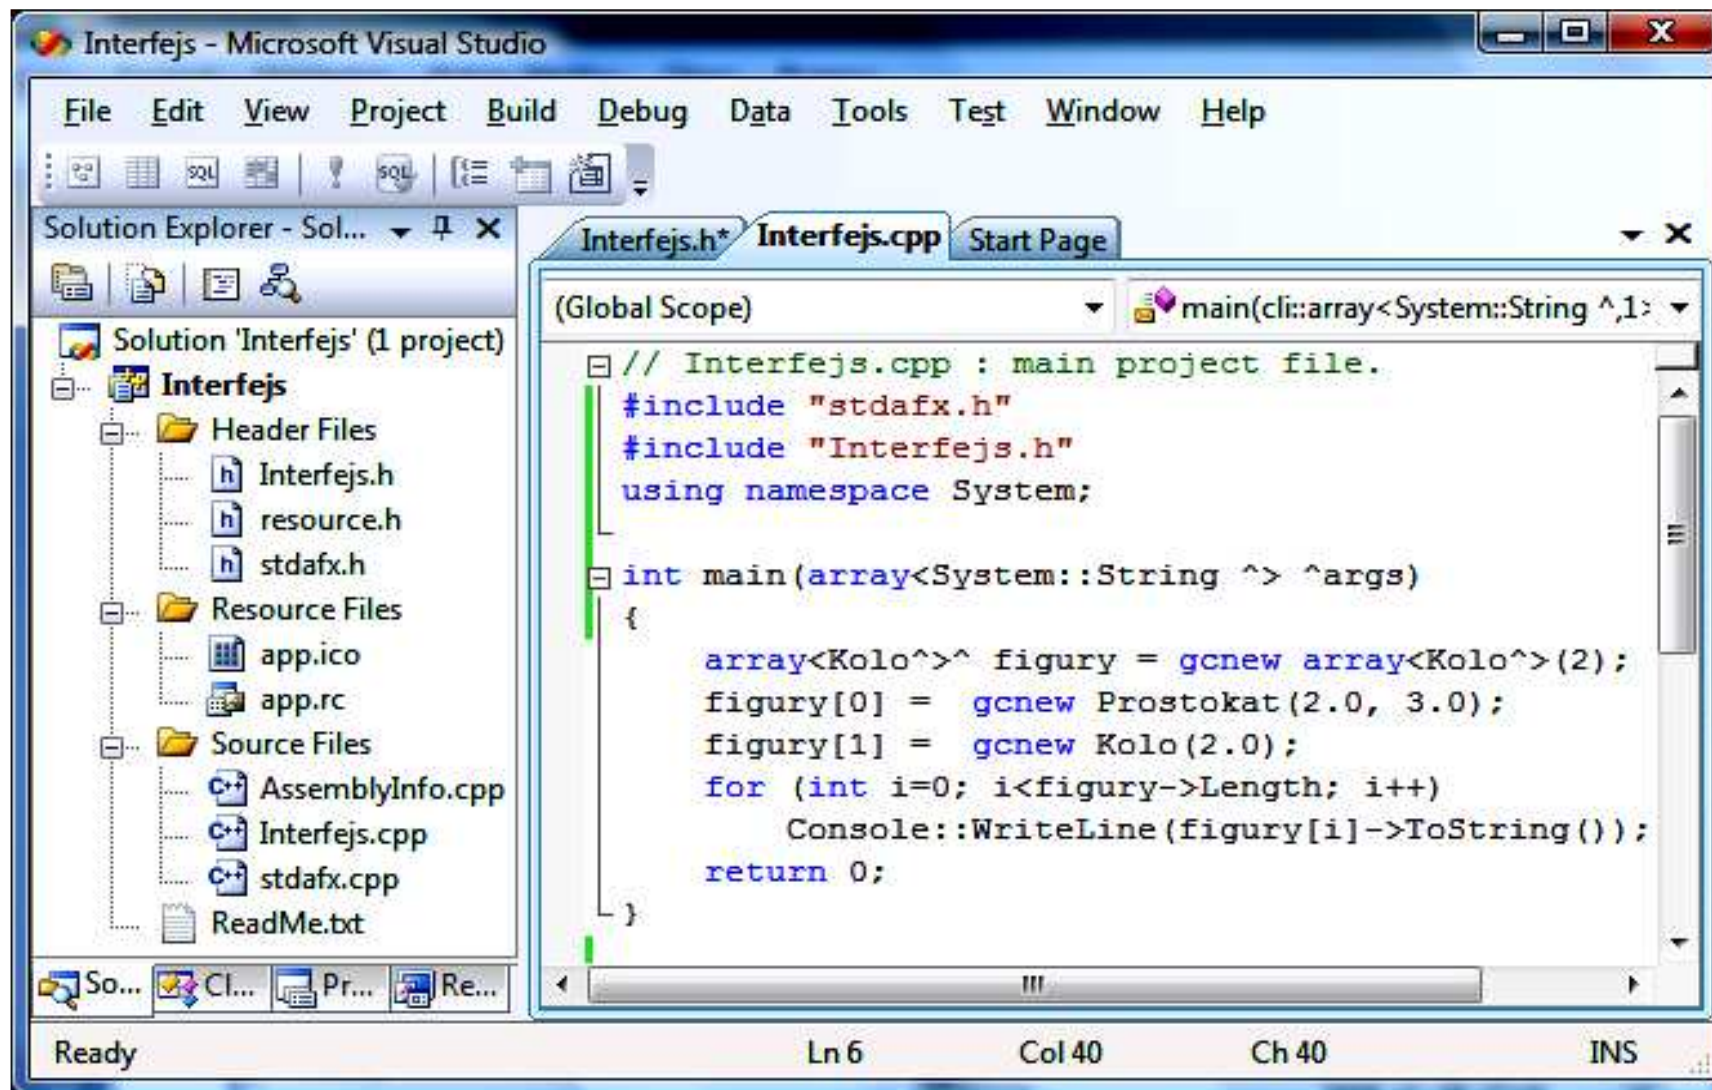 Interfejs - Microsoft Visual Studio
File Edit View Project Build Debug Data Tools Test Window Help
SQL SQL
Solution Explorer - Sol...
Solution 'Interfejs' (1 project)
Interfejs
Header Files
Interfejs.h
resource.h
stdafx.h
Resource Files
app.ico
app.rc
Source Files
AssemblyInfo.cpp
Interfejs.cpp
stdafx.cpp
ReadMe.txt
So... Cl... Pr... Re...
Interfejs.h* Interfejs.cpp Start Page
(Global Scope) main(cli::array<System::String ^,1>
// Interfejs.cpp : main project file.
#include "stdafx.h"
#include "Interfejs.h"
using namespace System;
int main(array<System::String ^> ^args)
{
    array<Kolo^>^ figury = gcnew array<Kolo^>(2);
    figury[0] =  gcnew Prostokat(2.0, 3.0);
    figury[1] =  gcnew Kolo(2.0);
    for (int i=0; i<figury->Length; i++)
        Console::WriteLine(figury[i]->ToString());
    return 0;
}
Ready Ln 6 Col 40 Ch 40 INS